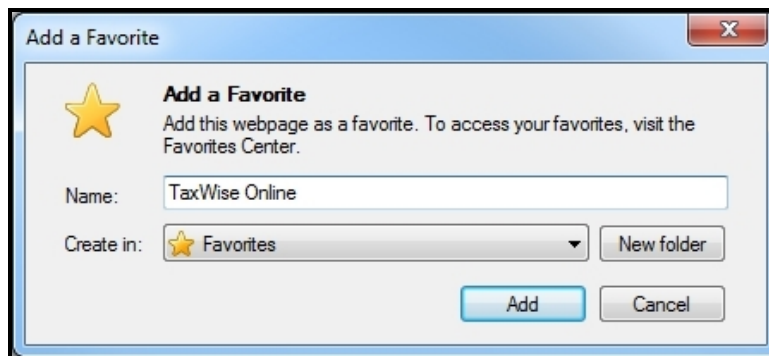 Add a Favorite
Add a Favorite
Add this webpage as a favorite. To access your favorites, visit the
Favorites Center.
Name: TaxWise Online
Create in: Favorites New folder
Add Cancel